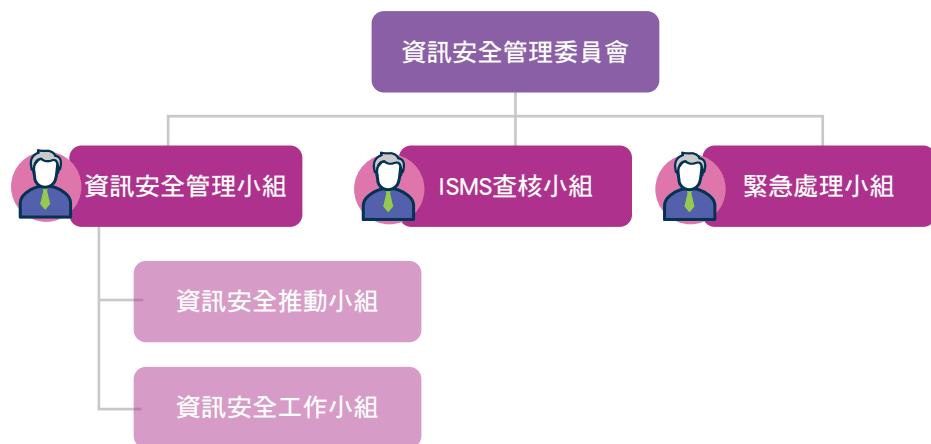 資訊安全管理委員會
資訊安全管理小組
ISMS查核小組
緊急處理小組
資訊安全推動小組
資訊安全工作小組